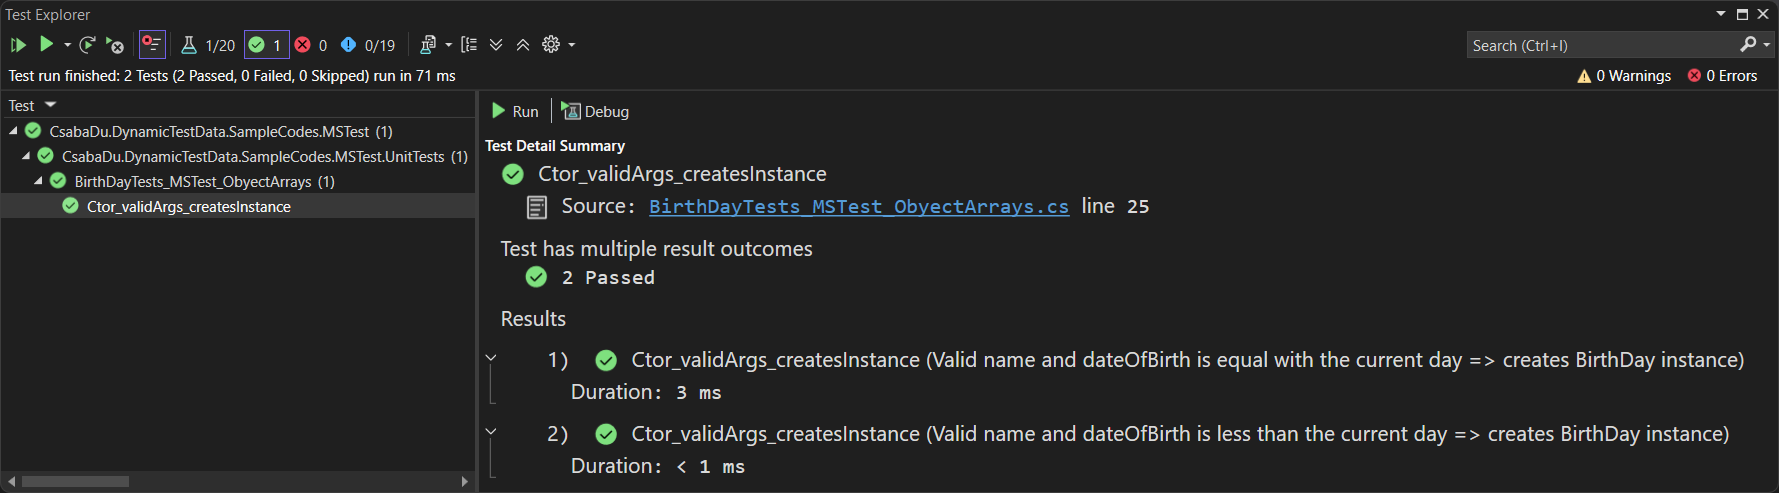 Test Explorer
1/20 1 0 0/19 Search (Ctrl+I)
Test run finished: 2 Tests (2 Passed, 0 Failed, 0 Skipped) run in 71 ms 0 Warnings 0 Errors
Test
CsabaDu.DynamicTestData.SampleCodes.MSTest (1)
CsabaDu.DynamicTestData.SampleCodes.MSTest.UnitTests (1)
BirthDayTests_MSTest_ObyectArrays (1)
Ctor_validArgs_createsInstance
Run Debug
Test Detail Summary
Ctor_validArgs_createsInstance
Source: BirthDayTests_MSTest_ObyectArrays.cs line 25
Test has multiple result outcomes
2 Passed
Results
1) Ctor_validArgs_createsInstance (Valid name and dateOfBirth is equal with the current day => creates BirthDay instance)
Duration: 3 ms
2) Ctor_validArgs_createsInstance (Valid name and dateOfBirth is less than the current day => creates BirthDay instance)
Duration: < 1 ms